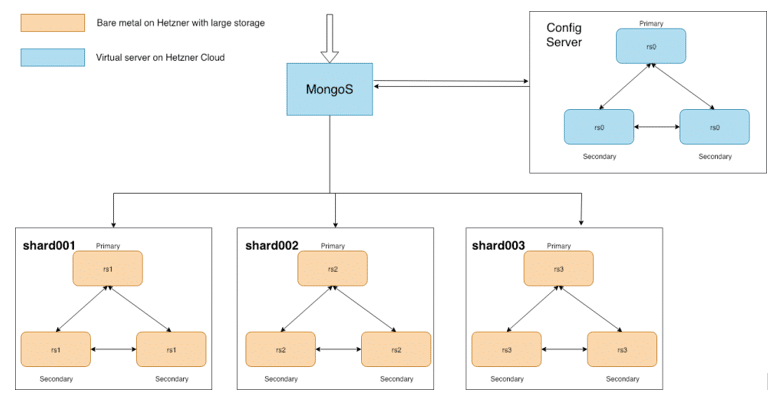 Bare metal on Hetzner with large storage
Virtual server on Hetzner Cloud
MongoS
Config
Server
Primary
rs0
rs0
rs0
Secondary
Secondary
shard001
Primary
rs1
rs1
rs1
Secondary
Secondary
shard002
Primary
rs2
rs2
rs2
Secondary
Secondary
shard003
Primary
rs3
rs3
rs3
Secondary
Secondary